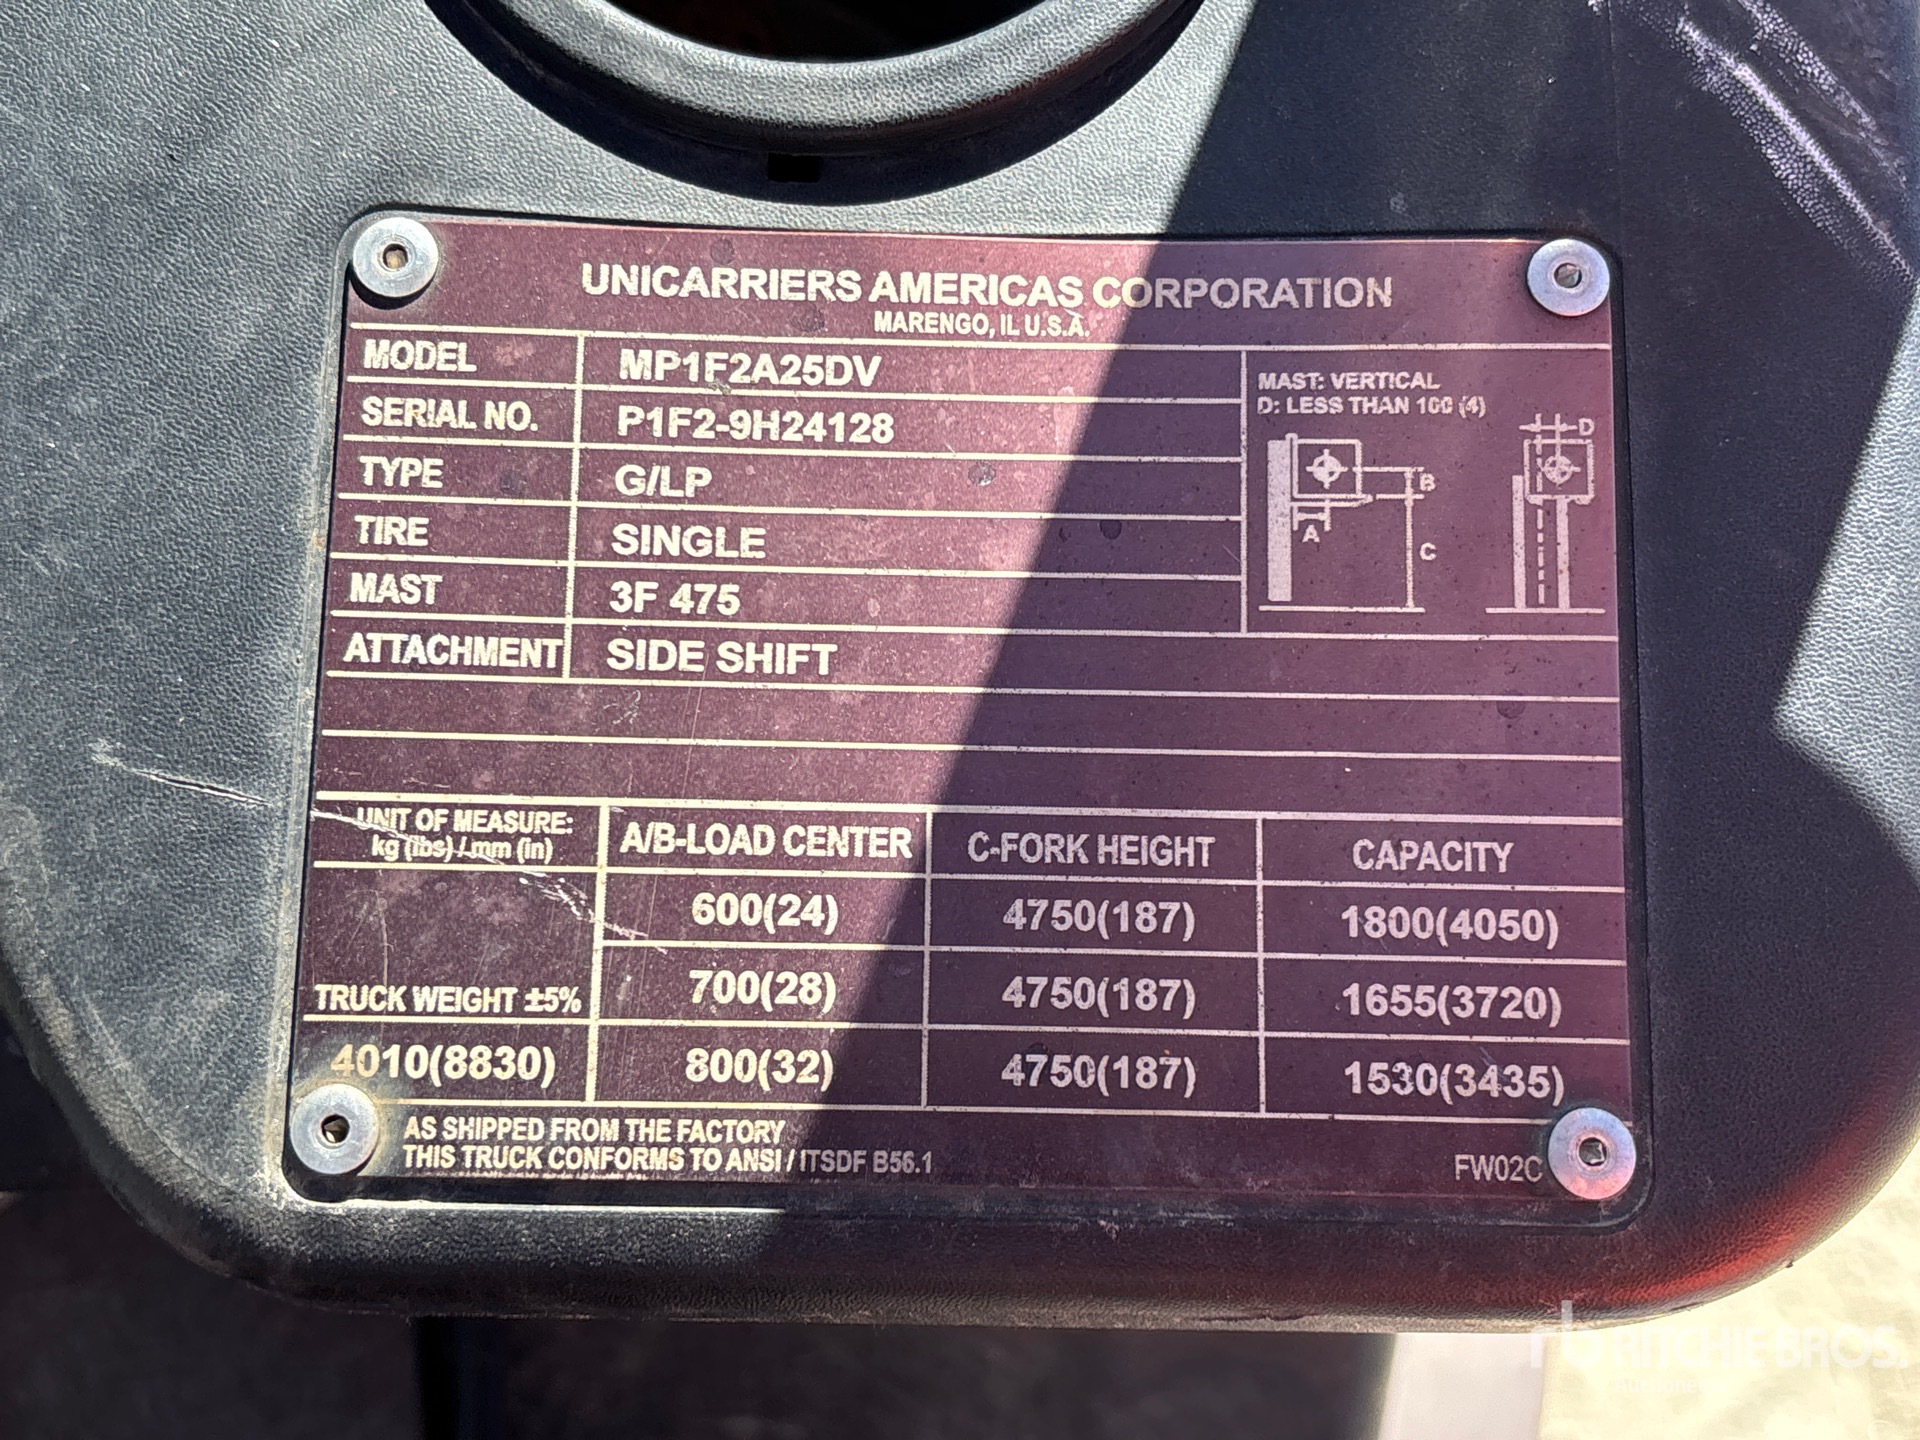 UNICARRIERS AMERICAS CORPORATION
MARENGO, IL U.S.A.
MODEL MP1F2A25DV
SERIAL NO. P1F2-9H24128
TYPE G/LP
TIRE SINGLE
MAST 3F 475
ATTACHMENT SIDE SHIFT
MAST: VERTICAL
D: LESS THAN 100 (4)
D
B
A
C
UNIT OF MEASURE:
kg (lbs) / mm (in)
A/B-LOAD CENTER C-FORK HEIGHT CAPACITY
600(24) 4750(187) 1800(4050)
700(28) 4750(187) 1655(3720)
TRUCK WEIGHT ±5%
4010(8830) 800(32) 4750(187) 1530(3435)
AS SHIPPED FROM THE FACTORY
THIS TRUCK CONFORMS TO ANSI / ITSDF B56.1
FW02C
rb RITCHIE BROS.